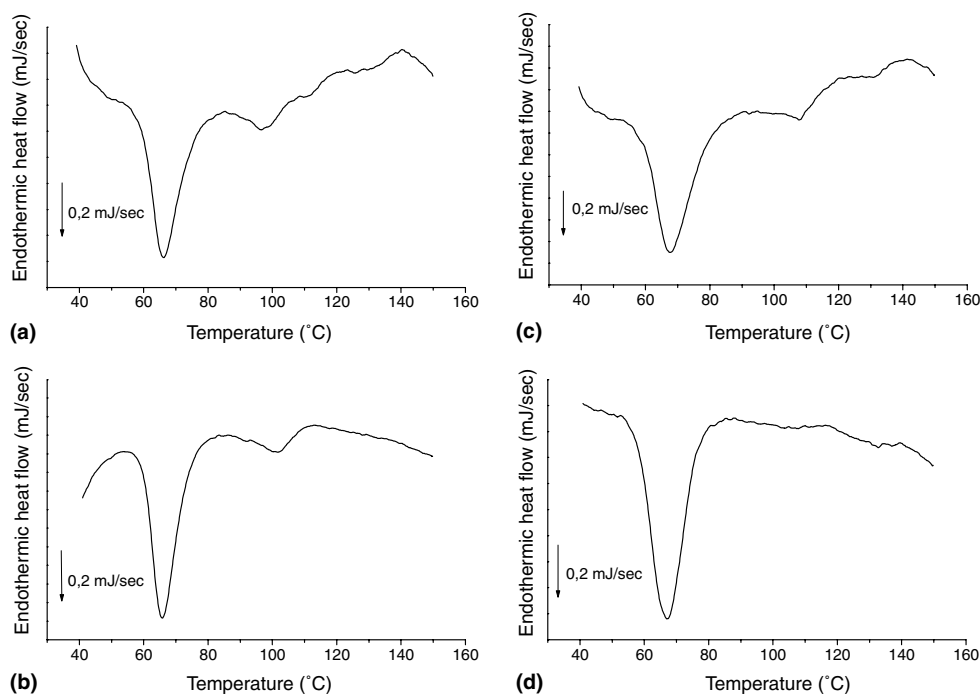 Endothermic heat flow (mJ/sec)
0,2 mJ/sec
40 60 80 100 120 140 160
(a)
Temperature (˚C)
Endothermic heat flow (mJ/sec)
0,2 mJ/sec
40 60 80 100 120 140 160
(c)
Temperature (˚C)
Endothermic heat flow (mJ/sec)
0,2 mJ/sec
40 60 80 100 120 140 160
(b)
Temperature (˚C)
Endothermic heat flow (mJ/sec)
0,2 mJ/sec
40 60 80 100 120 140 160
(d)
Temperature (˚C)